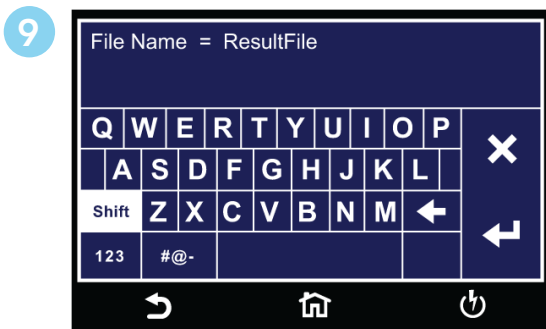 9
File Name = ResultFile
Q W E R T Y U I O P
A S D F G H J K L
Shift Z X C V B N M
123 #@-